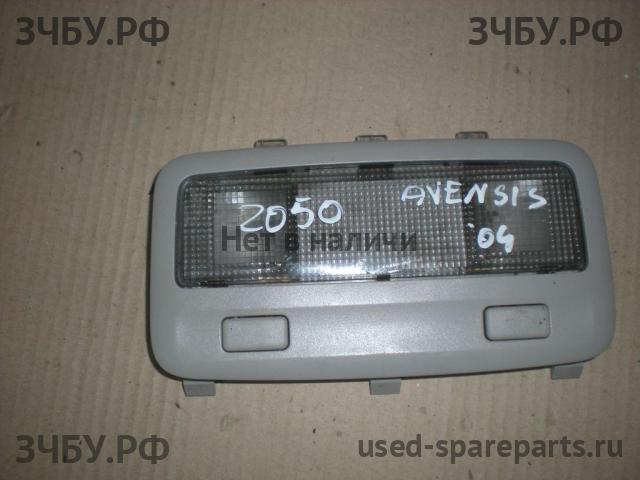 ЗЧБУ.РФ ЗЧБУ.РФ
2050 AVENSIS
Нет в наличи '04
ЗЧБУ.РФ used-spareparts.ru